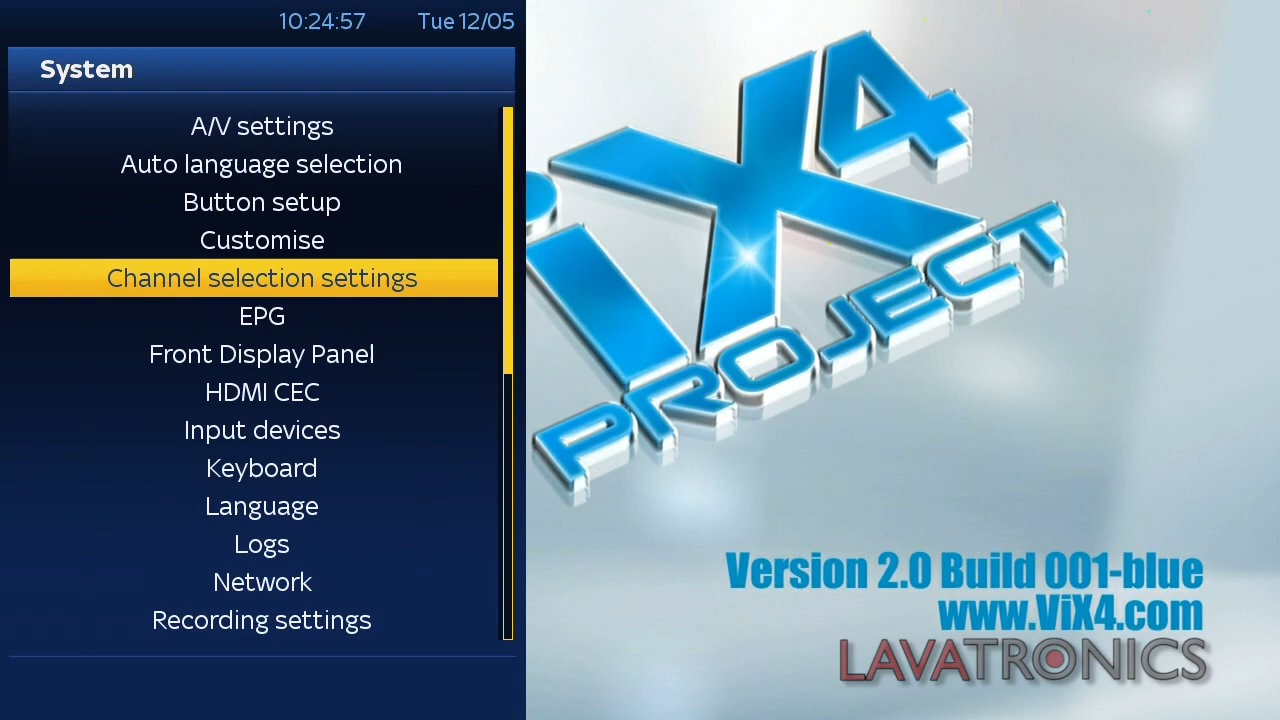 10:24:57 Tue 12/05
System
A/V settings
Auto language selection
Button setup
Customise
Channel selection settings
EPG
Front Display Panel
HDMI CEC
Input devices
Keyboard
Language
Logs
Network
Recording settings
iX4
PROJECT
Version 2.0 Build 001-blue
www.ViX4.com
LAVATRONICS